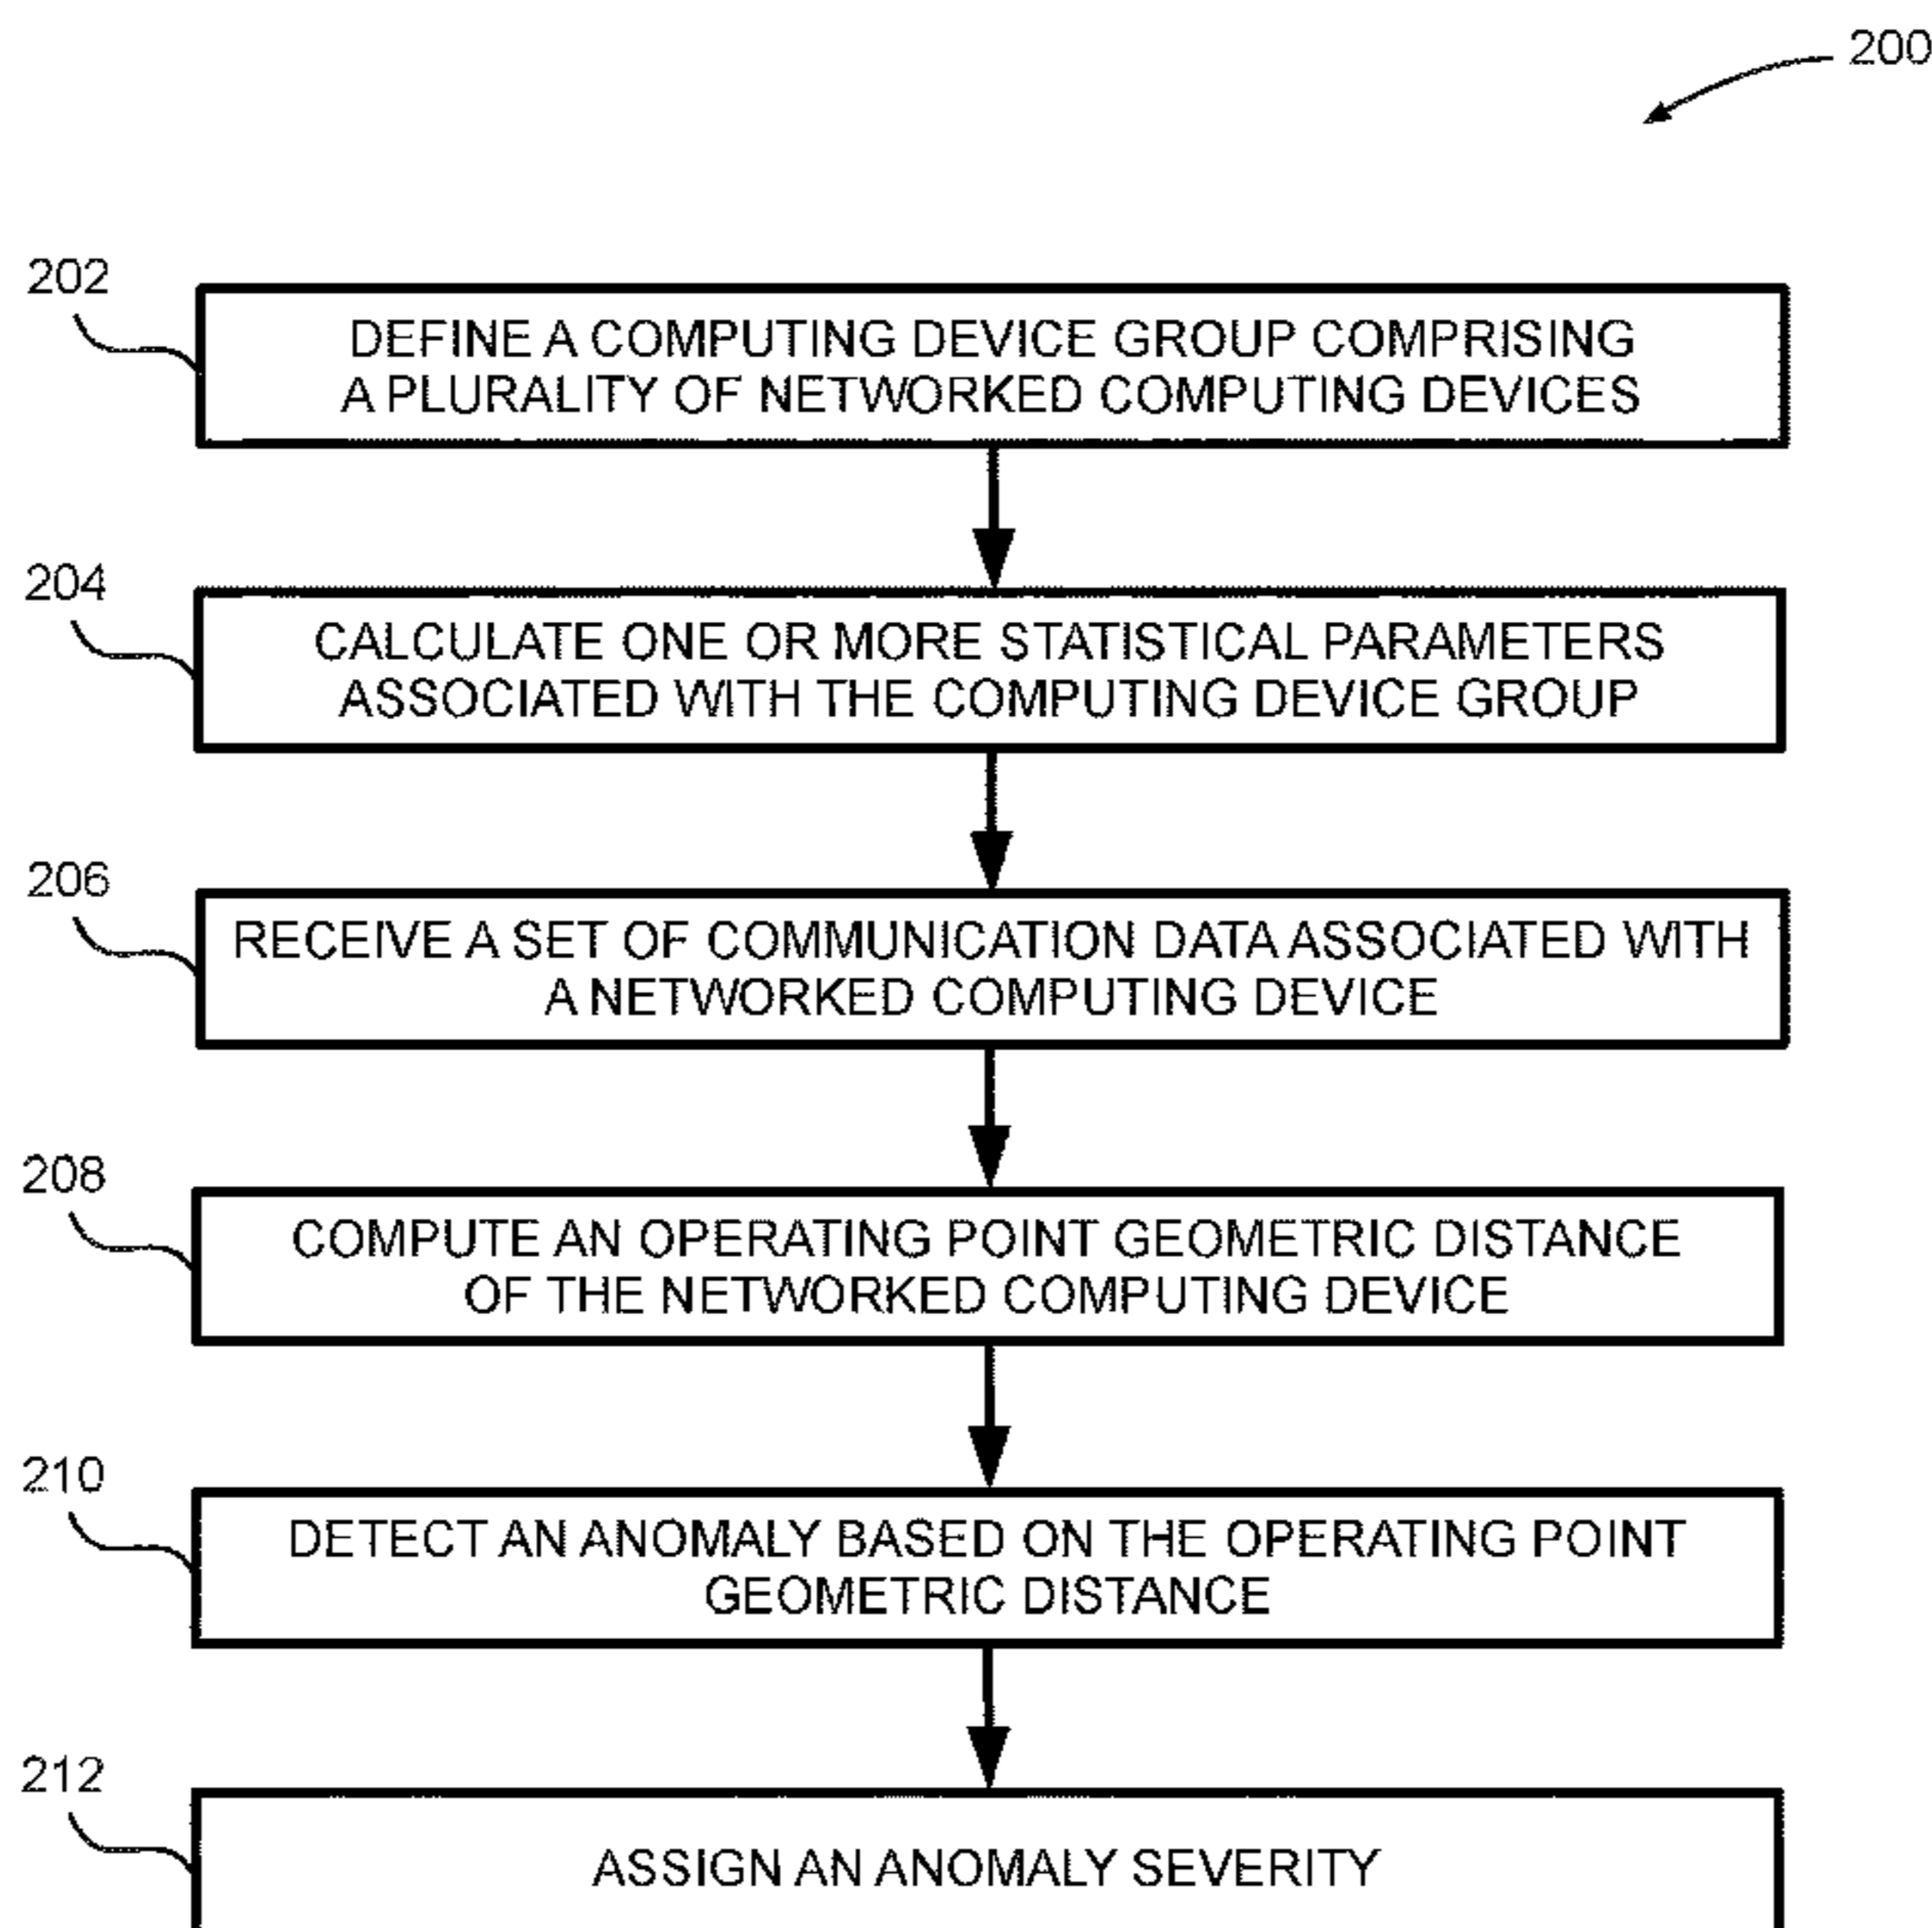 200
202
DEFINE A COMPUTING DEVICE GROUP COMPRISING
A PLURALITY OF NETWORKED COMPUTING DEVICES
204
CALCULATE ONE OR MORE STATISTICAL PARAMETERS
ASSOCIATED WITH THE COMPUTING DEVICE GROUP
206
RECEIVE A SET OF COMMUNICATION DATA ASSOCIATED WITH
A NETWORKED COMPUTING DEVICE
208
COMPUTE AN OPERATING POINT GEOMETRIC DISTANCE
OF THE NETWORKED COMPUTING DEVICE
210
DETECT AN ANOMALY BASED ON THE OPERATING POINT
GEOMETRIC DISTANCE
212
ASSIGN AN ANOMALY SEVERITY